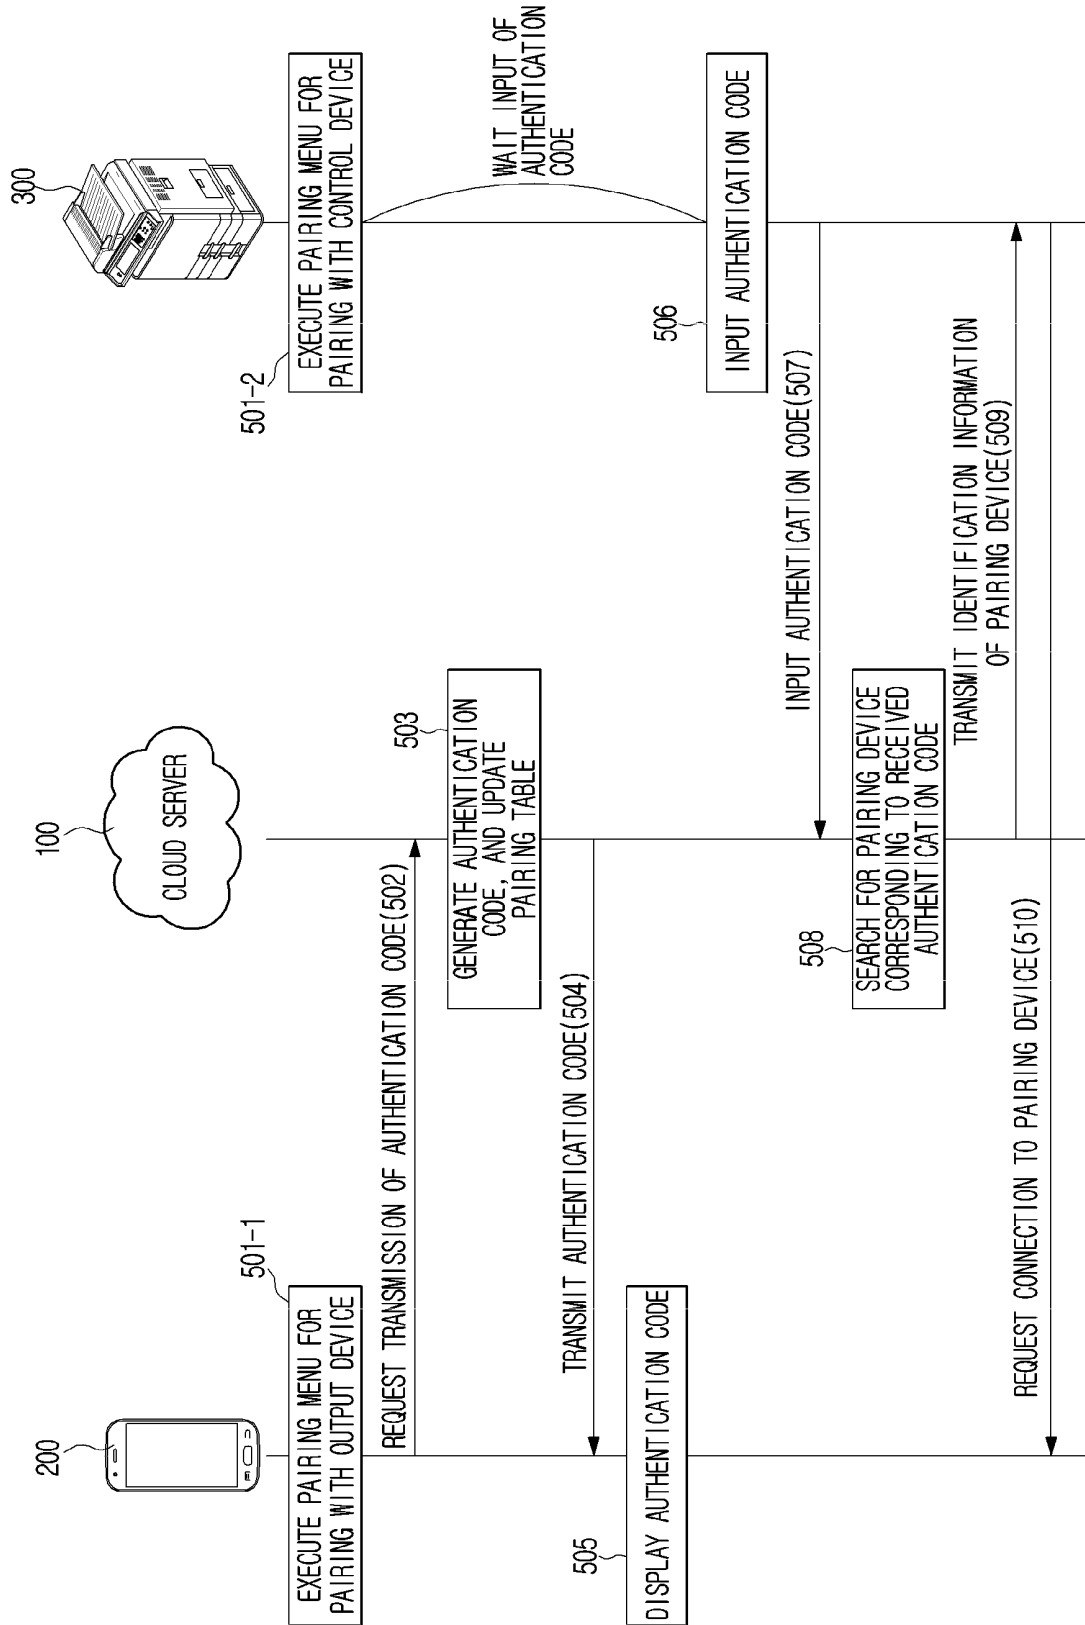 200
100
CLOUD SERVER
300
501-1
EXECUTE PAIRING MENU FOR
PAIRING WITH OUTPUT DEVICE
501-2
EXECUTE PAIRING MENU FOR
PAIRING WITH CONTROL DEVICE
REQUEST TRANSMISSION OF AUTHENTICATION CODE(502)
503
GENERATE AUTHENTICATION
CODE, AND UPDATE
PAIRING TABLE
WAIT INPUT OF
AUTHENTICATION
CODE
TRANSMIT AUTHENTICATION CODE(504)
505
DISPLAY AUTHENTICATION CODE
506
INPUT AUTHENTICATION CODE
INPUT AUTHENTICATION CODE(507)
508
SEARCH FOR PAIRING DEVICE
CORRESPONDING TO RECEIVED
AUTHENTICATION CODE
TRANSMIT IDENTIFICATION INFORMATION
OF PAIRING DEVICE(509)
REQUEST CONNECTION TO PAIRING DEVICE(510)